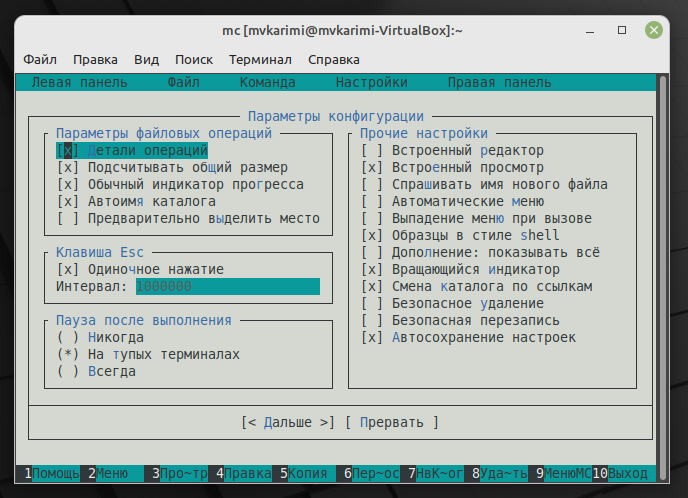 mc [mvkarimi@mvkarimi-VirtualBox]:~
Файл Правка Вид Поиск Терминал Справка
Левая панель Файл Команда Настройки Правая панель
Параметры конфигурации
Параметры файловых операций
[x] Детали операций
[x] Подсчитывать общий размер
[x] Обычный индикатор прогресса
[x] Автоимя каталога
[ ] Предварительно выделить место
Клавиша Esc
[x] Одиночное нажатие
Интервал: 1000000
Пауза после выполнения
( ) Никогда
(*) На тупых терминалах
( ) Всегда
Прочие настройки
[ ] Встроенный редактор
[x] Встроенный просмотр
[ ] Спрашивать имя нового файла
[ ] Автоматические меню
[ ] Выпадение меню при вызове
[x] Образцы в стиле shell
[ ] Дополнение: показывать всё
[x] Вращающийся индикатор
[x] Смена каталога по ссылкам
[ ] Безопасное удаление
[ ] Безопасная перезапись
[x] Автосохранение настроек
[< Дальше >] [ Прервать ]
1Помощь 2Меню 3Про~тр 4Правка 5Копия 6Пер~ос 7НвК~ог 8Уда~ть 9МенюМС 10Выход